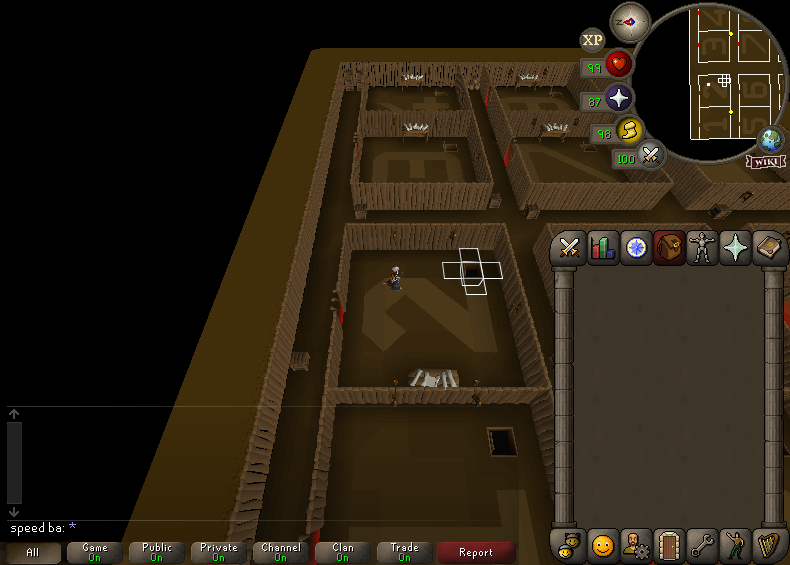 XP
99
87
98
100
WIKI
speed ba: *
All
Game
On
Public
On
Private
On
Channel
On
Clan
On
Trade
On
Report